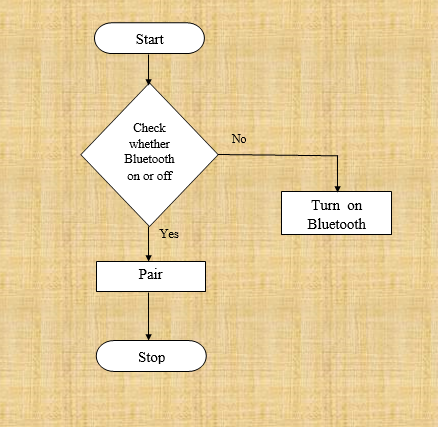 Start
Check
whether
Bluetooth
on or off
No
Turn on
Bluetooth
Yes
Pair
Stop